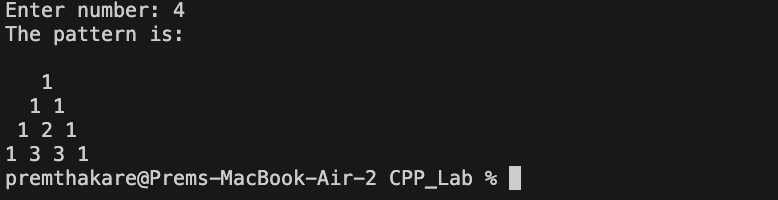 Enter number: 4
The pattern is:

   1
  1 1
 1 2 1
1 3 3 1
premthakare@Prems-MacBook-Air-2 CPP_Lab %